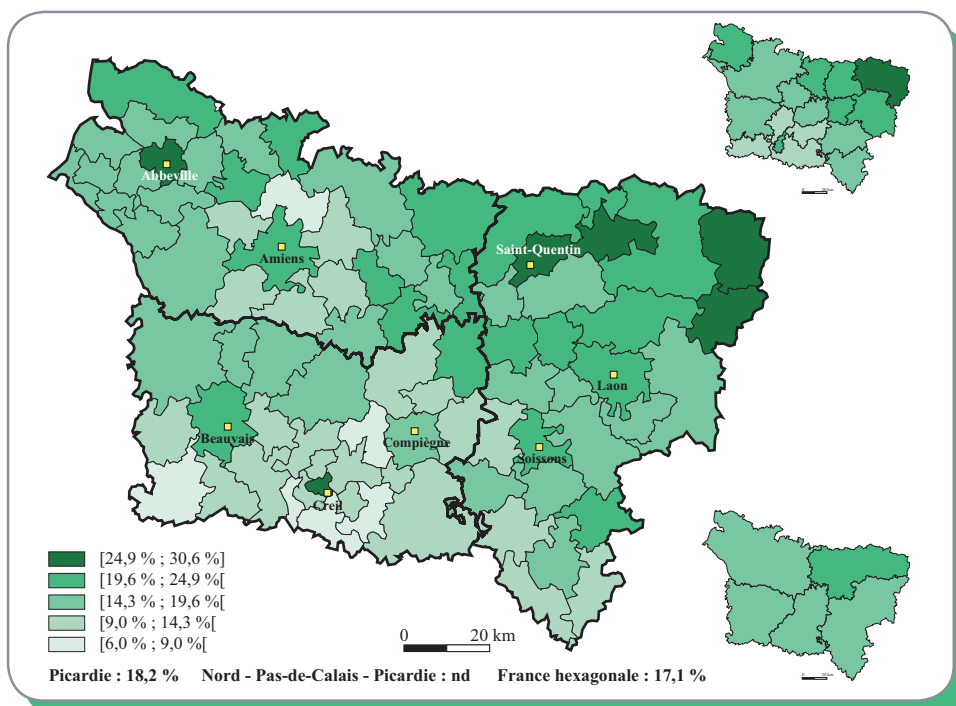 Abbeville
Amiens
Saint-Quentin
Laon
Beauvais
Compiègne
Soissons
Creil
[24,9 % ; 30,6 %]
[19,6 % ; 24,9 %[
[14,3 % ; 19,6 %[
[9,0 % ; 14,3 %[
[6,0 % ; 9,0 %[
0 20 km
Picardie : 18,2 % Nord - Pas-de-Calais - Picardie : nd France hexagonale : 17,1 %